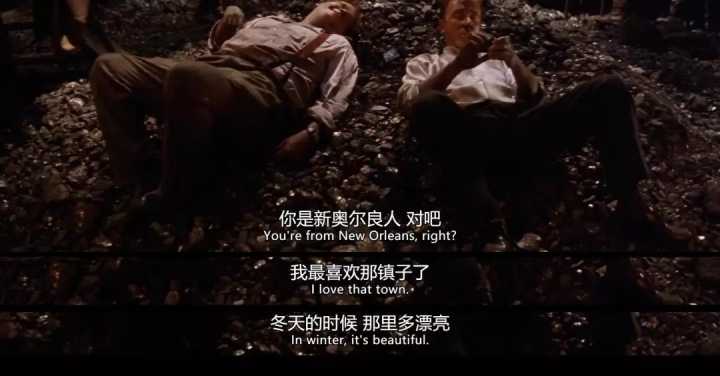 你是新奥尔良人 对吧
You're from New Orleans, right?
我最喜欢那镇子了
I love that town.
冬天的时候 那里多漂亮
In winter, it's beautiful.